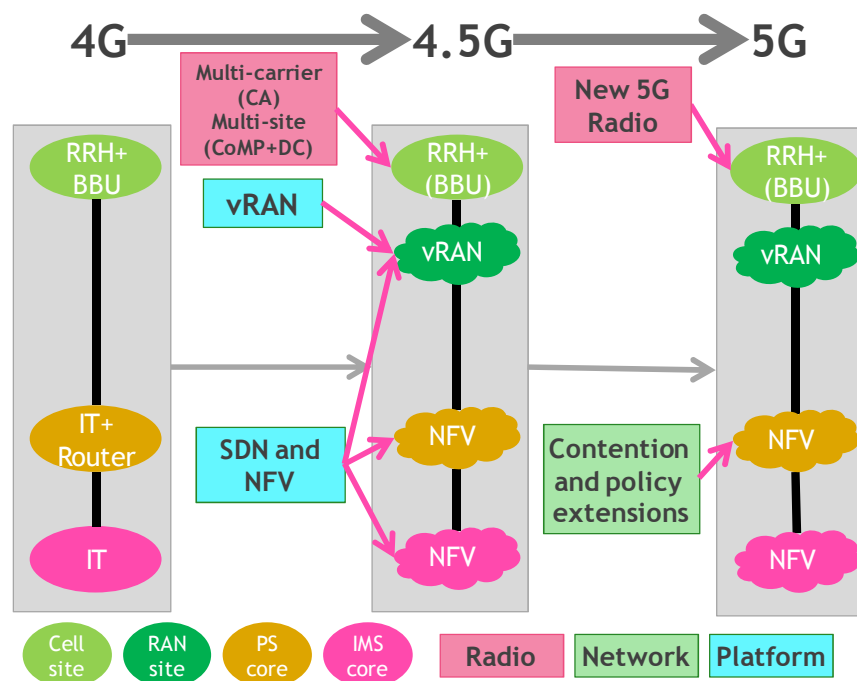 4G
4.5G
5G
Multi-carrier
(CA)
Multi-site
(CoMP+DC)
New 5G
Radio
RRH+
BBU
RRH+
(BBU)
RRH+
(BBU)
vRAN
vRAN
vRAN
IT+
Router
SDN and
NFV
NFV
Contention
and policy
extensions
NFV
IT
NFV
NFV
Cell
site
RAN
site
PS
core
IMS
core
Radio
Network
Platform